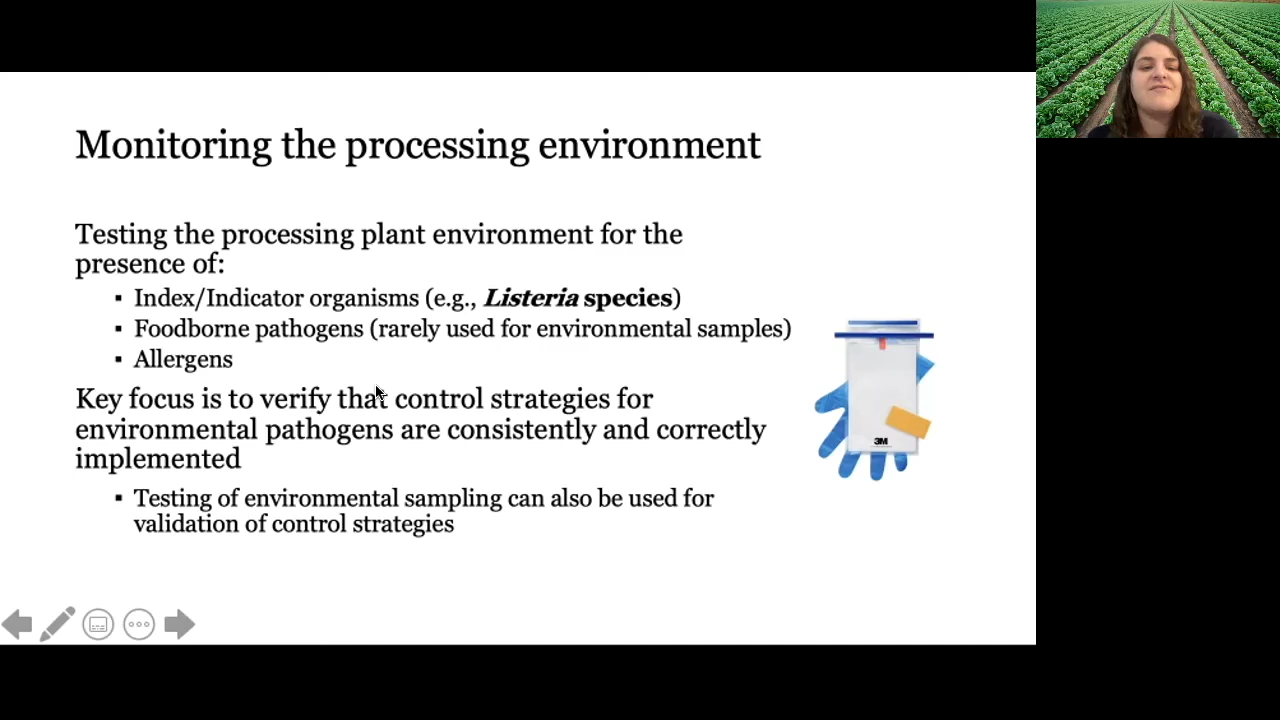 Monitoring the processing environment
Testing the processing plant environment for the
presence of:
▪ Index/Indicator organisms (e.g., Listeria species)
▪ Foodborne pathogens (rarely used for environmental samples)
▪ Allergens
Key focus is to verify that control strategies for
environmental pathogens are consistently and correctly
implemented
▪ Testing of environmental sampling can also be used for
validation of control strategies
3M